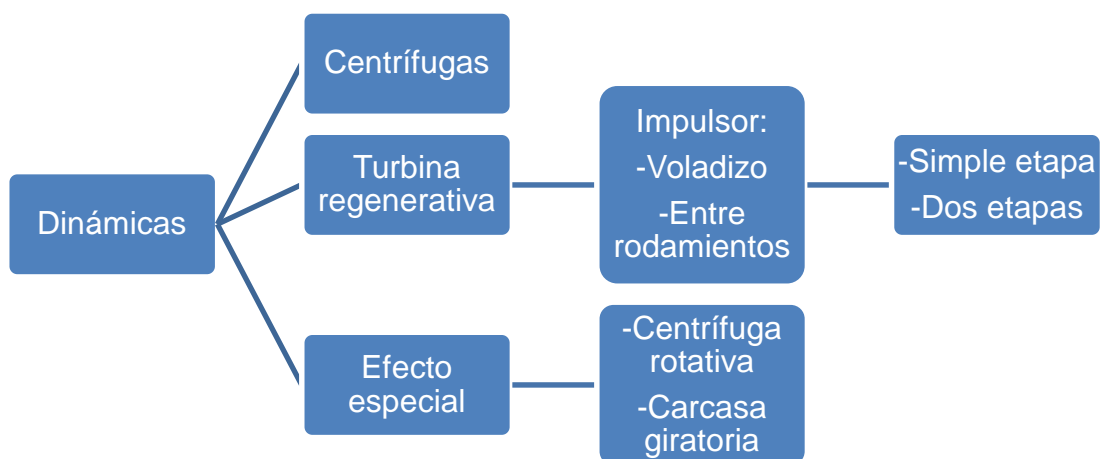 Dinámicas
Centrífugas
Turbina
regenerativa
Impulsor:
-Voladizo
-Entre
rodamientos
-Simple etapa
-Dos etapas
Efecto
especial
-Centrífuga
rotativa
-Carcasa
giratoria